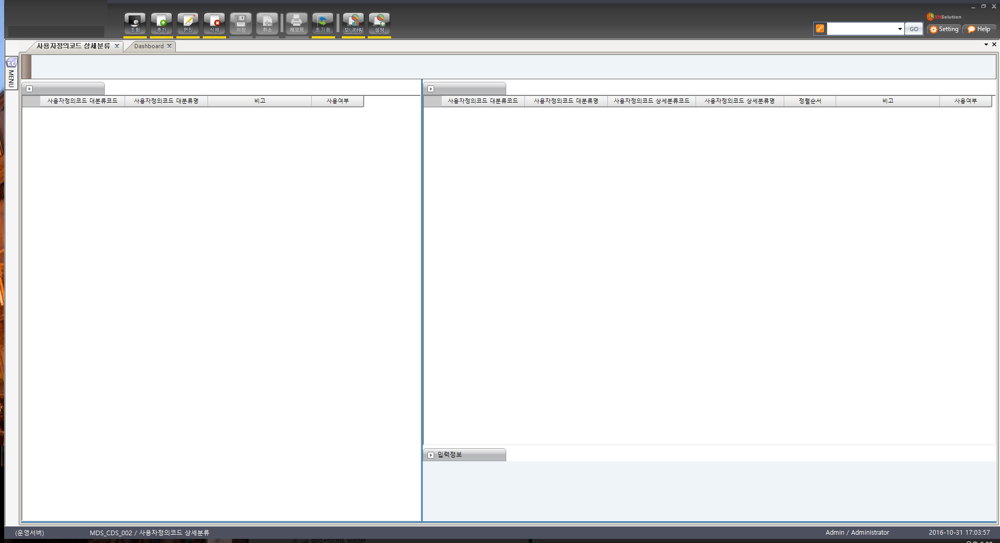 조회 추가 편집 삭제 저장 취소 레포트 초기화 모니터링 설정
XNSolution
GO Setting Help
사용자정의코드 상세분류 Dashboard
MENU
사용자정의코드 대분류코드 사용자정의코드 대분류명 비고 사용여부
사용자정의코드 대분류코드 사용자정의코드 대분류명 사용자정의코드 상세분류코드 사용자정의코드 상세분류명 정렬순서 비고 사용여부
입력정보
(운영서버) MDS_CDS_002 / 사용자정의코드 상세분류 Admin / Administrator 2016-10-31 17:03:57
dbo.Process_Master